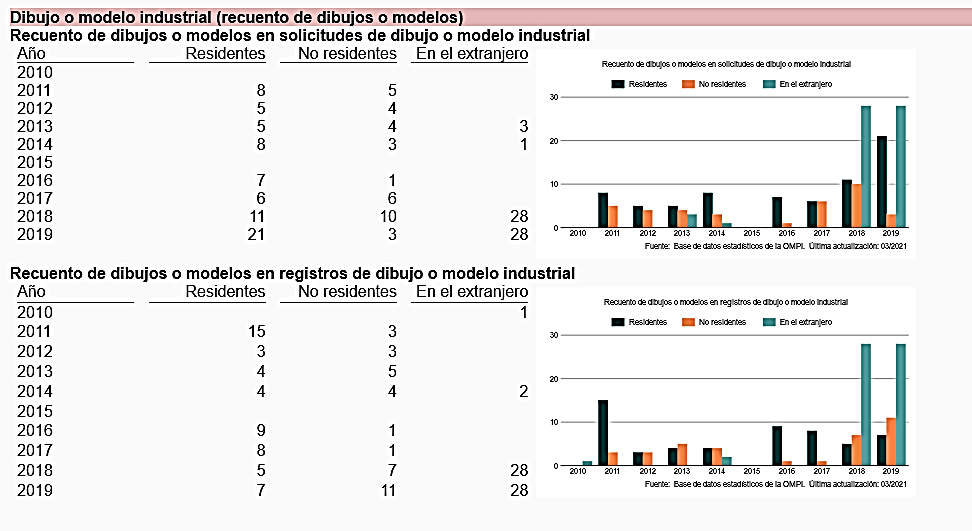 Dibujo o modelo industrial (recuento de dibujos o modelos)
Recuento de dibujos o modelos en solicitudes de dibujo o modelo industrial
Año Residentes No residentes En el extranjero
2010
2011 8 5
2012 5 4
2013 5 4 3
2014 8 3 1
2015
2016 7 1
2017 6 6
2018 11 10 28
2019 21 3 28
Recuento de dibujos o modelos en solicitudes de dibujo o modelo industrial
Residentes No residentes En el extranjero
30
20
10
0
2010 2011 2012 2013 2014 2015 2016 2017 2018 2019
Fuente: Base de datos estadísticos de la OMPI. Última actualización: 03/2021
Recuento de dibujos o modelos en registros de dibujo o modelo industrial
Año Residentes No residentes En el extranjero
2010 1
2011 15 3
2012 3 3
2013 4 5
2014 4 4 2
2015
2016 9 1
2017 8 1
2018 5 7 28
2019 7 11 28
Recuento de dibujos o modelos en registros de dibujo o modelo industrial
Residentes No residentes En el extranjero
30
20
10
0
2010 2011 2012 2013 2014 2015 2016 2017 2018 2019
Fuente: Base de datos estadísticos de la OMPI. Última actualización: 03/2021